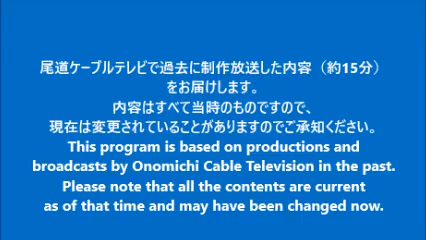 尾道ケーブルテレビで過去に制作放送した内容（約15分）
をお届けします。
内容はすべて当時のものですので、
現在は変更されていることがありますのでご承知ください。
This program is based on productions and
broadcasts by Onomichi Cable Television in the past.
Please note that all the contents are current
as of that time and may have been changed now.